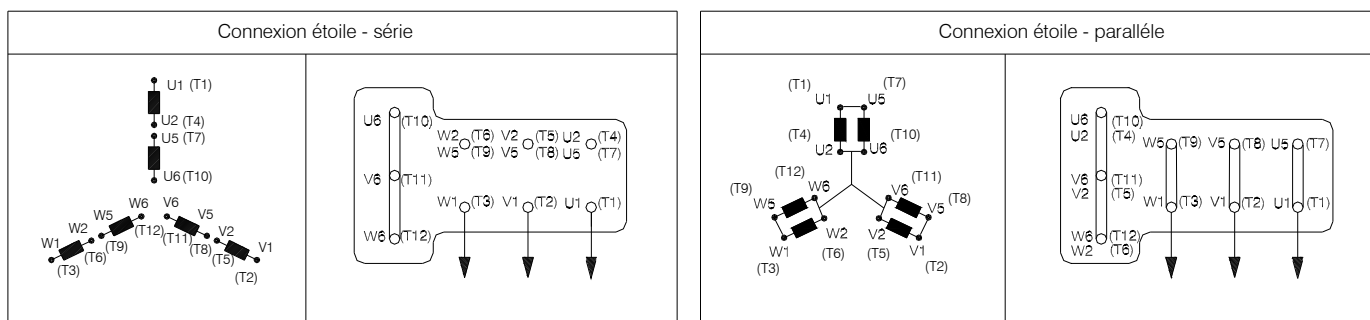 Connexion étoile - série
U1 (T1)
U2 (T4)
U5 (T7)
U6 (T10)
W6
V6
W5
V5
W2
(T12)
(T11)
V2
W1
(T9)
(T8)
V1
(T6)
(T5)
(T3)
(T2)
U6 (T10)
W2 (T6)
V2 (T5)
U2 (T4)
W5 (T9)
V5 (T8)
U5 (T7)
V6 (T11)
W1 (T3)
V1 (T2)
U1 (T1)
W6 (T12)
Connexion étoile - paralléle
(T1)
(T7)
U1
U5
(T4)
(T10)
U2
U6
(T12)
(T11)
(T9)
W6
V6
(T8)
W5
V5
W2
V2
W1
(T6)
(T5)
V1
(T3)
(T2)
U6 (T10)
U2 (T4)
W5 (T9)
V5 (T8)
U5 (T7)
V6 (T11)
V2 (T5)
W1 (T3)
V1 (T2)
U1 (T1)
W6 (T12)
W2 (T6)